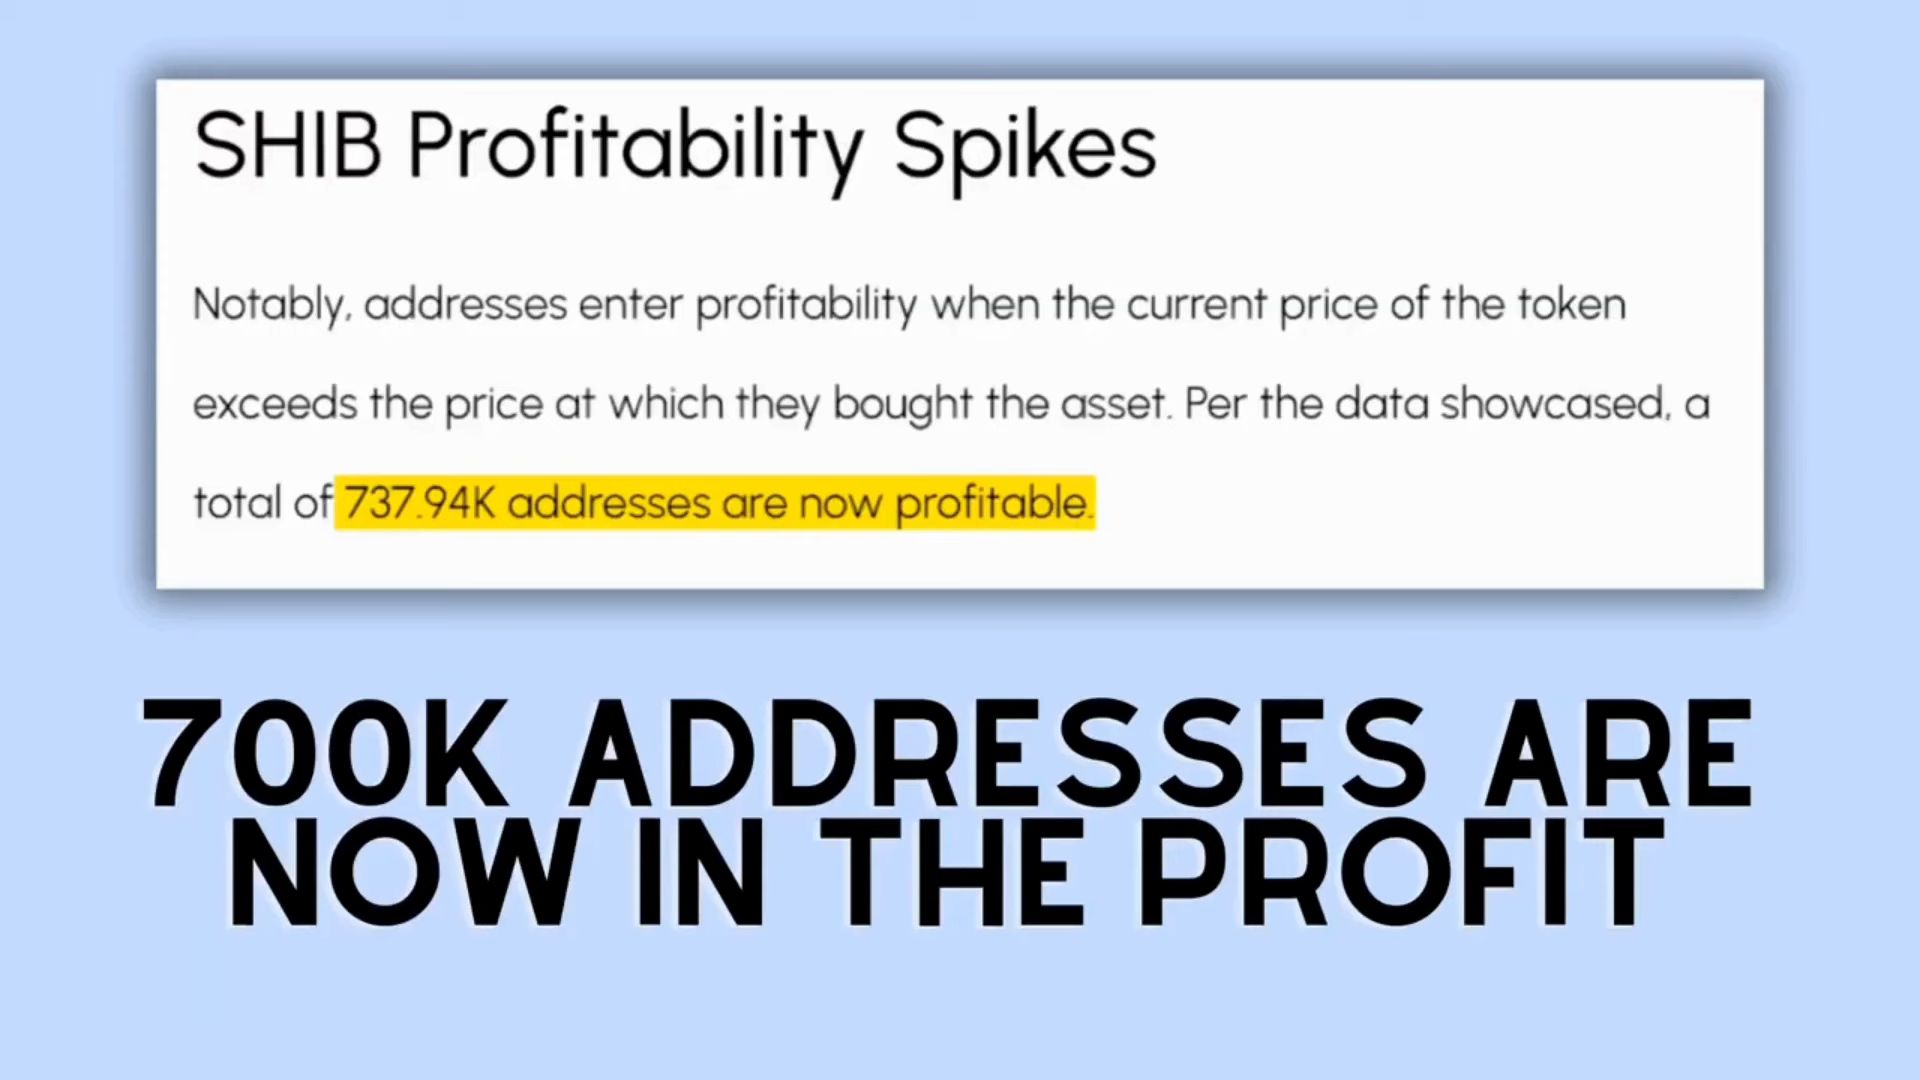 SHIB Profitability Spikes
Notably, addresses enter profitability when the current price of the token
exceeds the price at which they bought the asset. Per the data showcased, a
total of 737.94K addresses are now profitable.
700K ADDRESSES ARE
NOW IN THE PROFIT